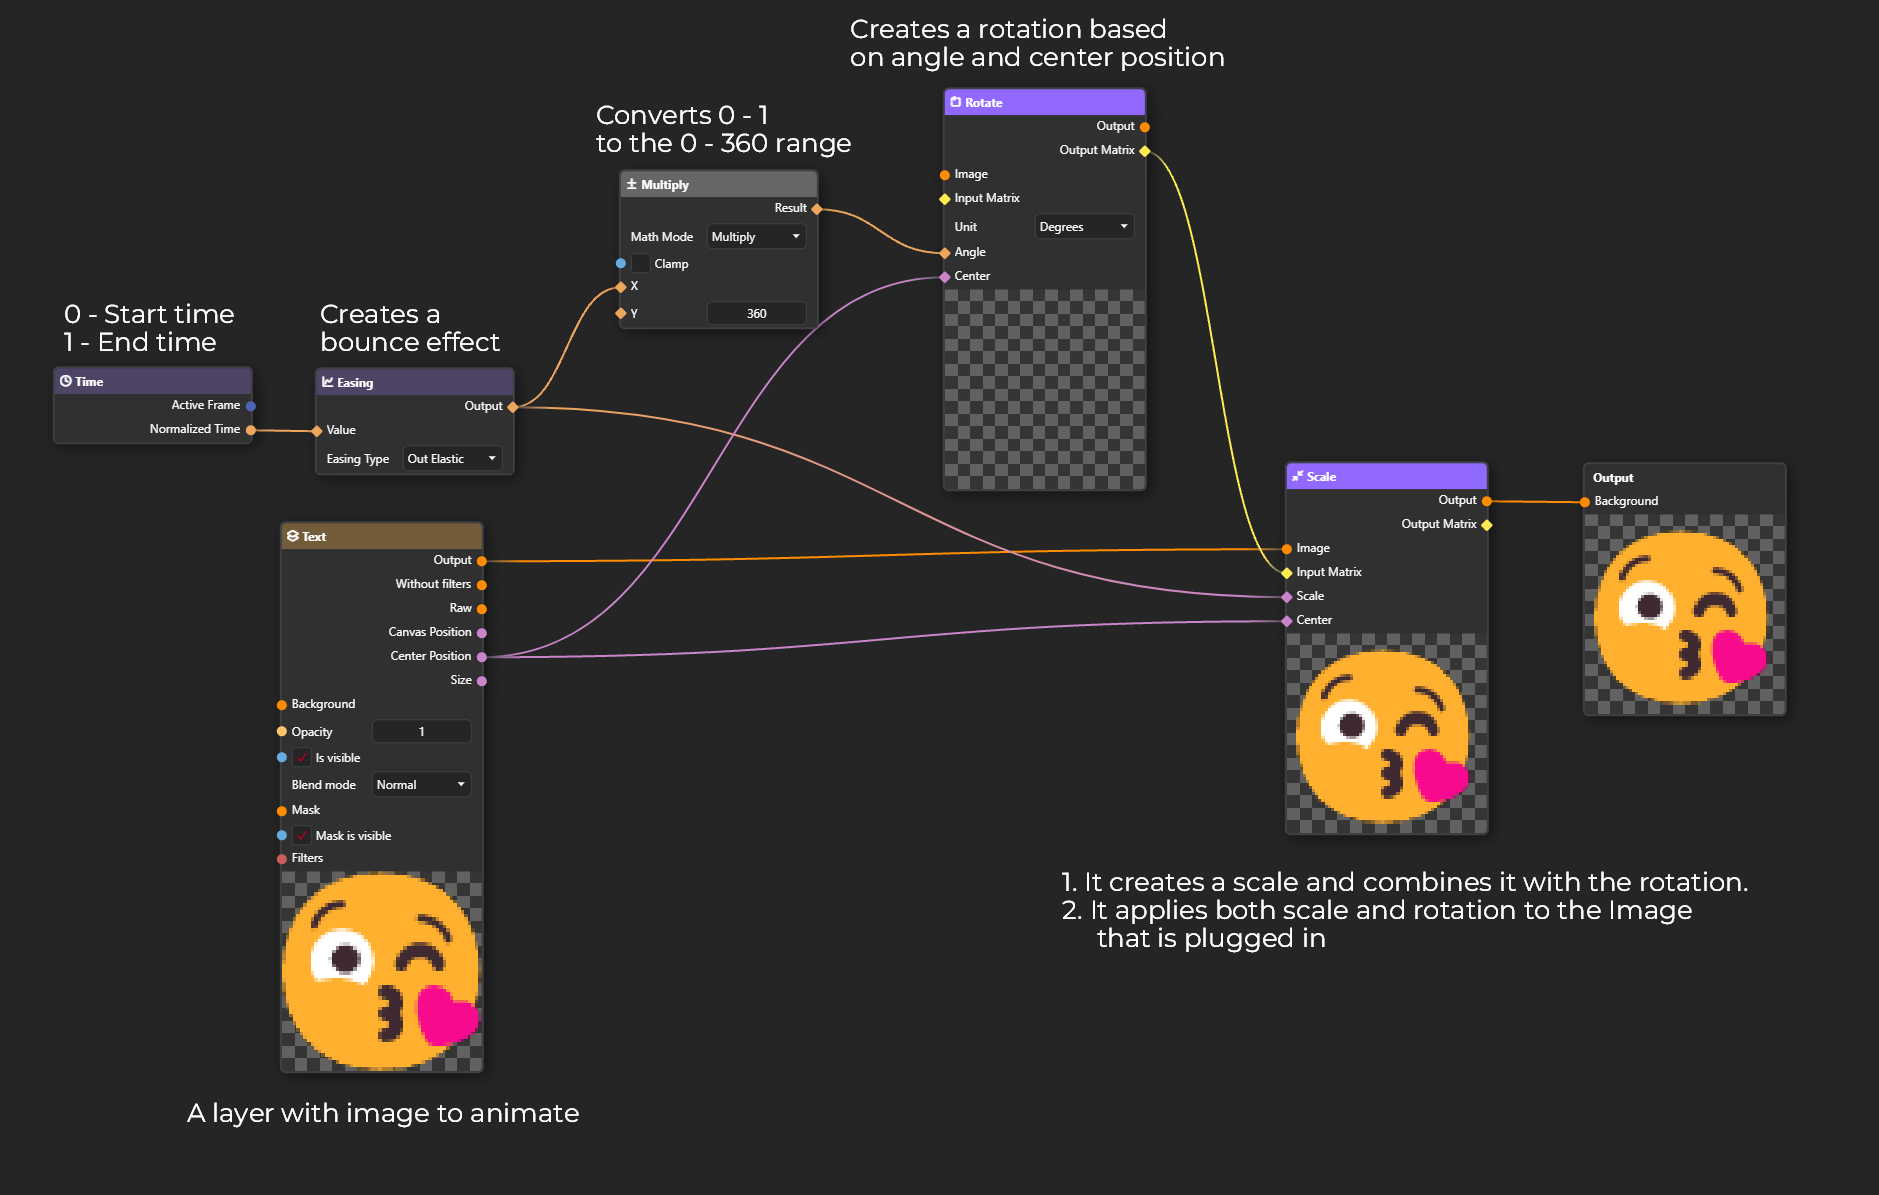 Creates a rotation based
on angle and center position
Rotate
Output
Output Matrix
Image
Input Matrix
Unit Degrees
Angle
Center
Converts 0 - 1
to the 0 - 360 range
Multiply
Result
Math Mode Multiply
Clamp
X
Y 360
0 - Start time
1 - End time
Time
Active Frame
Normalized Time
Creates a
bounce effect
Easing
Output
Value
Easing Type Out Elastic
Text
Output
Without filters
Raw
Canvas Position
Center Position
Size
Background
Opacity 1
Is visible
Blend mode Normal
Mask
Mask is visible
Filters
A layer with image to animate
Scale
Output
Output Matrix
Image
Input Matrix
Scale
Center
1. It creates a scale and combines it with the rotation.
2. It applies both scale and rotation to the Image
that is plugged in
Output
Background